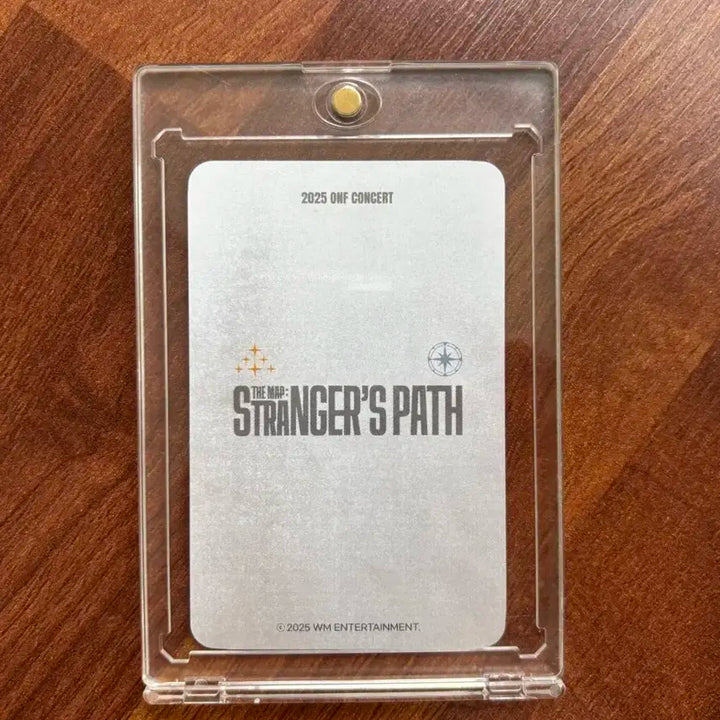 2025 ONF CONCERT
THE MAP:
STRANGER'S PATH
© 2025 WM ENTERTAINMENT.